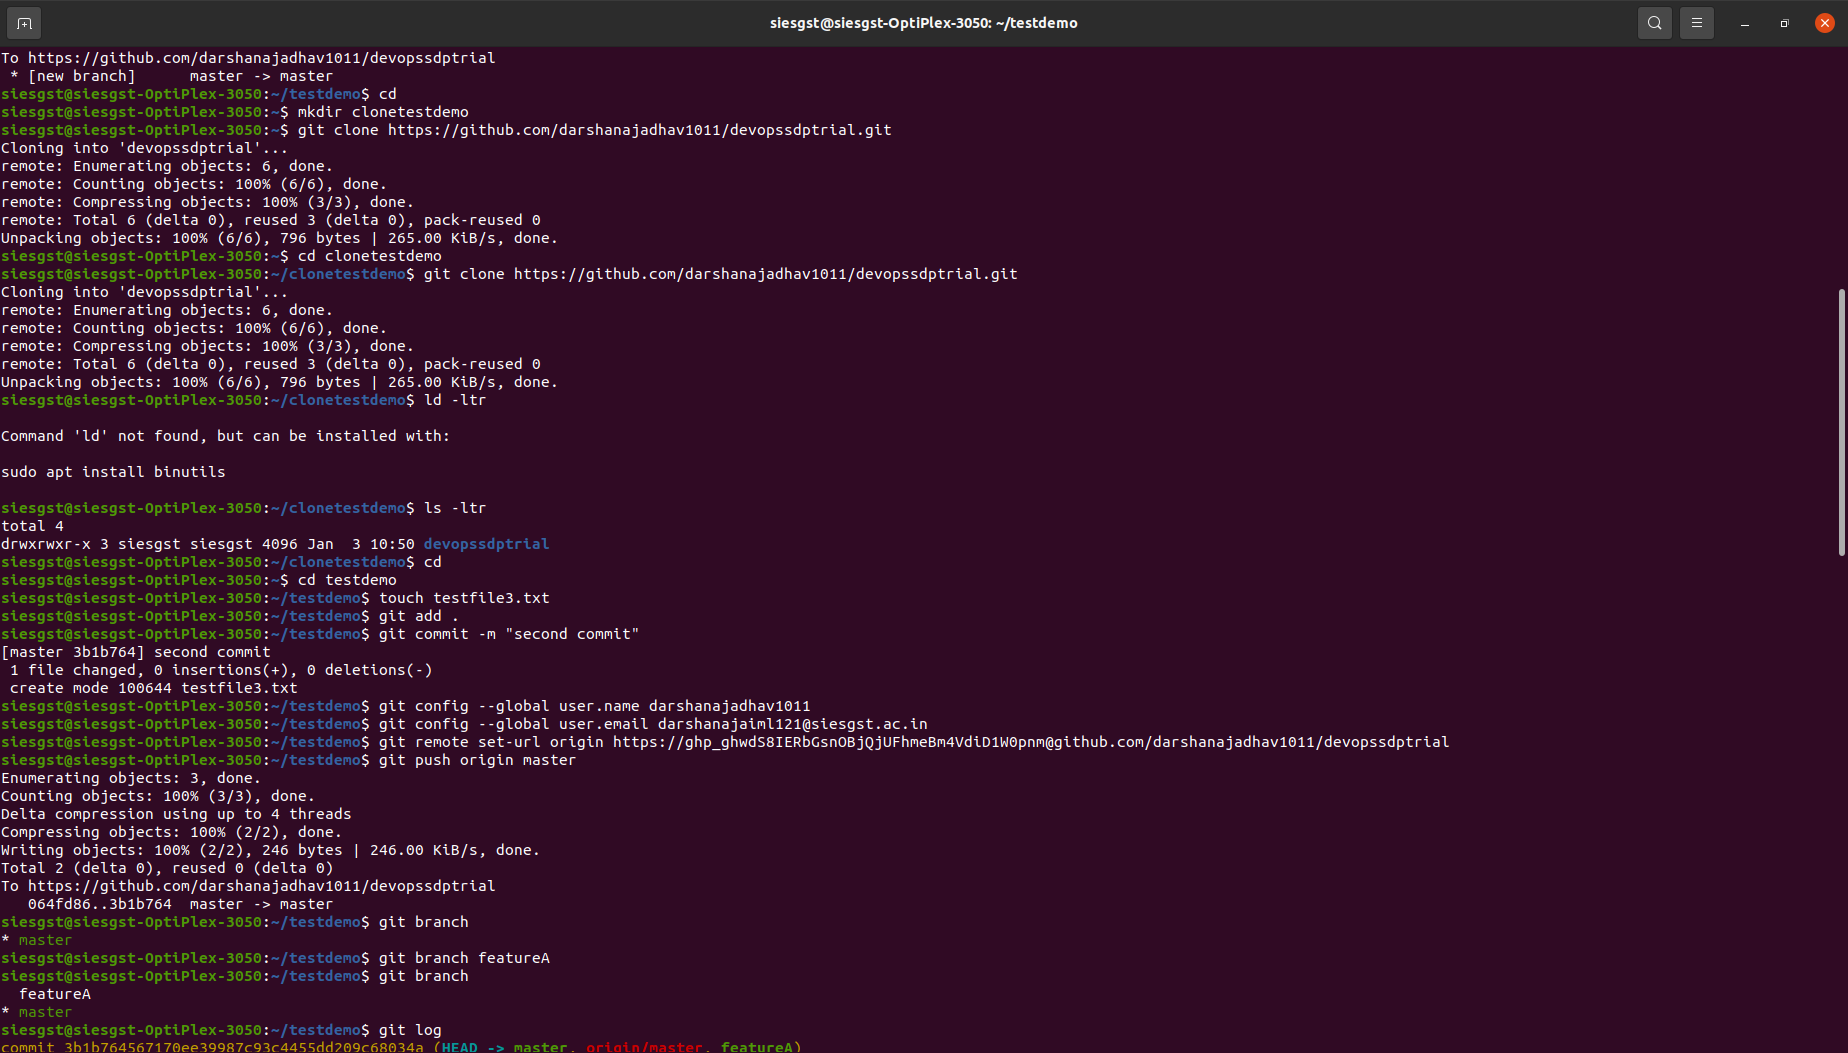 siesgst@siesgst-OptiPlex-3050: ~/testdemo
To https://github.com/darshanajadhav1011/devopssdptrial
 * [new branch]      master -> master
siesgst@siesgst-OptiPlex-3050:~/testdemo$ cd
siesgst@siesgst-OptiPlex-3050:~$ mkdir clonetestdemo
siesgst@siesgst-OptiPlex-3050:~$ git clone https://github.com/darshanajadhav1011/devopssdptrial.git
Cloning into 'devopssdptrial'...
remote: Enumerating objects: 6, done.
remote: Counting objects: 100% (6/6), done.
remote: Compressing objects: 100% (3/3), done.
remote: Total 6 (delta 0), reused 3 (delta 0), pack-reused 0
Unpacking objects: 100% (6/6), 796 bytes | 265.00 KiB/s, done.
siesgst@siesgst-OptiPlex-3050:~$ cd clonetestdemo
siesgst@siesgst-OptiPlex-3050:~/clonetestdemo$ git clone https://github.com/darshanajadhav1011/devopssdptrial.git
Cloning into 'devopssdptrial'...
remote: Enumerating objects: 6, done.
remote: Counting objects: 100% (6/6), done.
remote: Compressing objects: 100% (3/3), done.
remote: Total 6 (delta 0), reused 3 (delta 0), pack-reused 0
Unpacking objects: 100% (6/6), 796 bytes | 265.00 KiB/s, done.
siesgst@siesgst-OptiPlex-3050:~/clonetestdemo$ ld -ltr
Command 'ld' not found, but can be installed with:
sudo apt install binutils
siesgst@siesgst-OptiPlex-3050:~/clonetestdemo$ ls -ltr
total 4
drwxrwxr-x 3 siesgst siesgst 4096 Jan  3 10:50 devopssdptrial
siesgst@siesgst-OptiPlex-3050:~/clonetestdemo$ cd
siesgst@siesgst-OptiPlex-3050:~$ cd testdemo
siesgst@siesgst-OptiPlex-3050:~/testdemo$ touch testfile3.txt
siesgst@siesgst-OptiPlex-3050:~/testdemo$ git add .
siesgst@siesgst-OptiPlex-3050:~/testdemo$ git commit -m "second commit"
[master 3b1b764] second commit
 1 file changed, 0 insertions(+), 0 deletions(-)
 create mode 100644 testfile3.txt
siesgst@siesgst-OptiPlex-3050:~/testdemo$ git config --global user.name darshanajadhav1011
siesgst@siesgst-OptiPlex-3050:~/testdemo$ git config --global user.email darshanajaiml121@siesgst.ac.in
siesgst@siesgst-OptiPlex-3050:~/testdemo$ git remote set-url origin https://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@github.com/darshanajadhav1011/devopssdptrial
siesgst@siesgst-OptiPlex-3050:~/testdemo$ git push origin master
Enumerating objects: 3, done.
Counting objects: 100% (3/3), done.
Delta compression using up to 4 threads
Compressing objects: 100% (2/2), done.
Writing objects: 100% (2/2), 246 bytes | 246.00 KiB/s, done.
Total 2 (delta 0), reused 0 (delta 0)
To https://github.com/darshanajadhav1011/devopssdptrial
   064fd86..3b1b764  master -> master
siesgst@siesgst-OptiPlex-3050:~/testdemo$ git branch
* master
siesgst@siesgst-OptiPlex-3050:~/testdemo$ git branch featureA
siesgst@siesgst-OptiPlex-3050:~/testdemo$ git branch
  featureA
* master
siesgst@siesgst-OptiPlex-3050:~/testdemo$ git log
commit 3b1b764567170ee39987c93c4455dd209c68034a (HEAD -> master, origin/master, featureA)